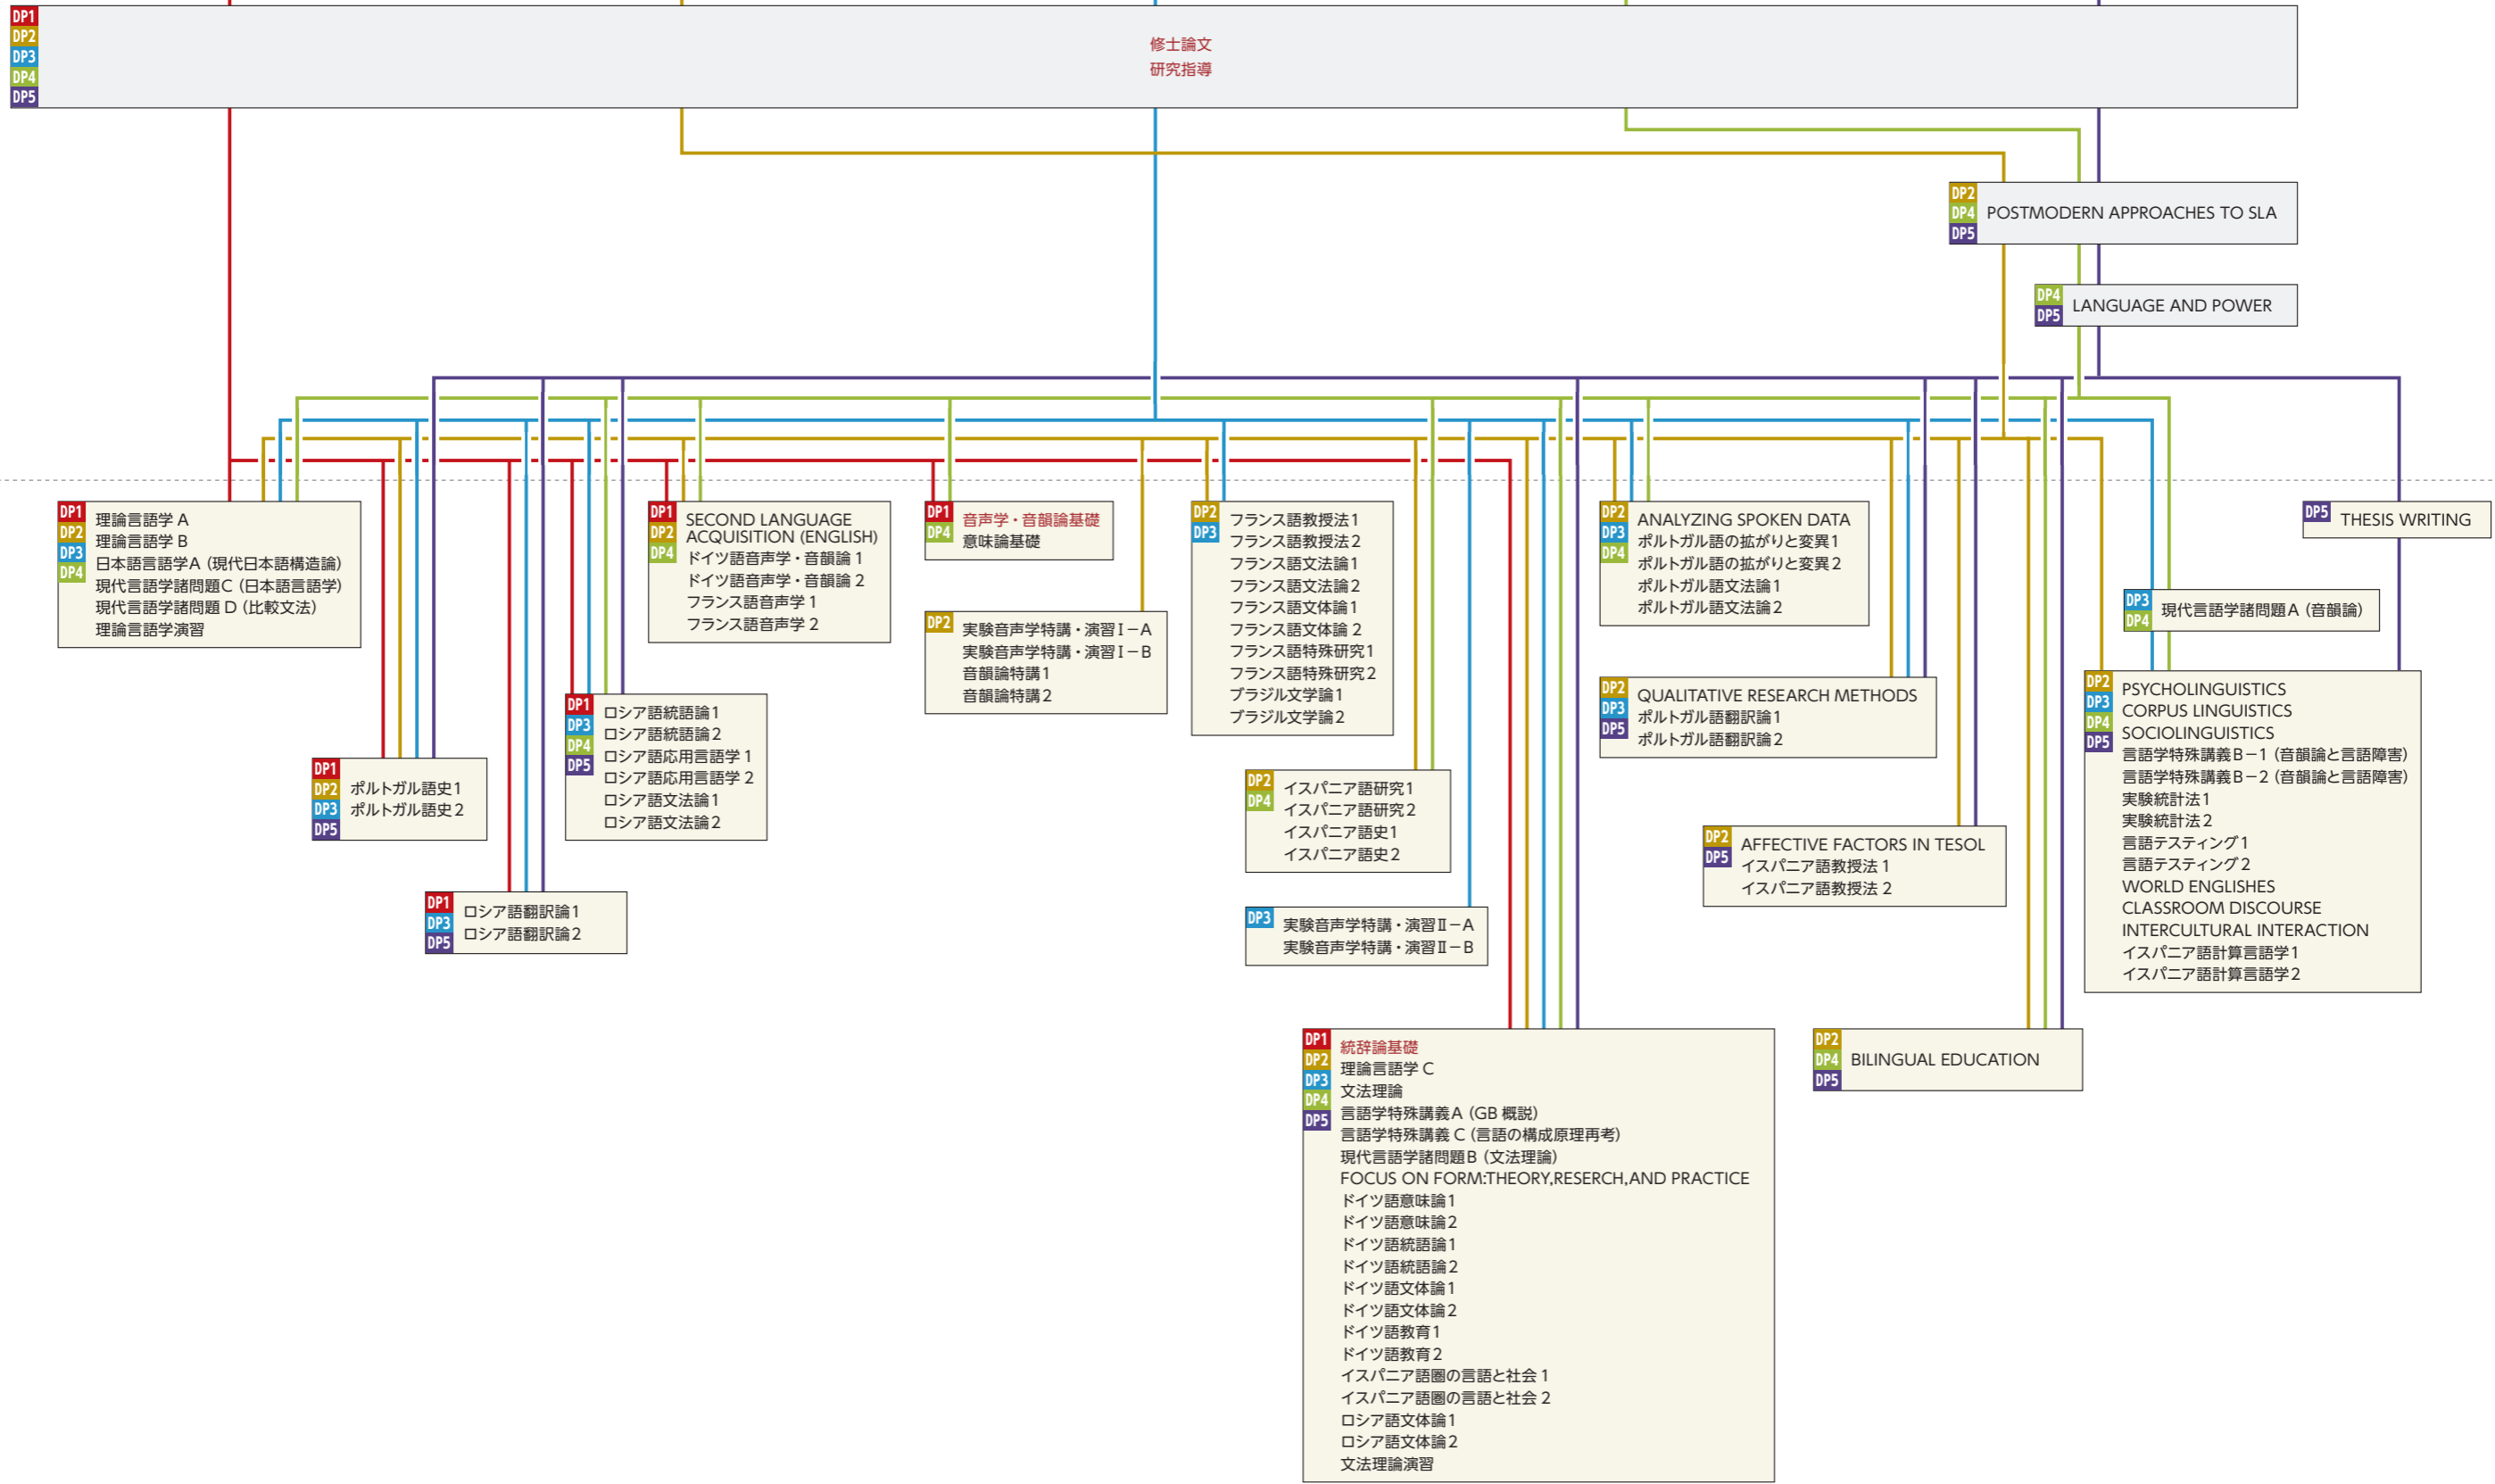 DP1
DP2
DP3
DP4
DP5
修士論文
研究指導
DP2
DP4
DP5
POSTMODERN APPROACHES TO SLA
DP4
DP5
LANGUAGE AND POWER
DP1
DP2
DP3
DP4
理論言語学 A
理論言語学 B
日本語言語学A（現代日本語構造論）
現代言語学諸問題C（日本語言語学）
現代言語学諸問題 D（比較文法）
理論言語学演習
DP1
DP2
DP4
SECOND LANGUAGE
ACQUISITION (ENGLISH)
ドイツ語音声学・音韻論 1
ドイツ語音声学・音韻論 2
フランス語音声学 1
フランス語音声学 2
DP1
DP4
音声学・音韻論基礎
意味論基礎
DP2
DP3
フランス語教授法1
フランス語教授法2
フランス語文法論1
フランス語文法論2
フランス語文体論1
フランス語文体論 2
フランス語特殊研究1
フランス語特殊研究2
ブラジル文学論1
ブラジル文学論2
DP2
DP3
DP4
ANALYZING SPOKEN DATA
ポルトガル語の拡がりと変異1
ポルトガル語の拡がりと変異2
ポルトガル語文法論1
ポルトガル語文法論2
DP5
THESIS WRITING
DP3
DP4
現代言語学諸問題A（音韻論）
DP2
実験音声学特講・演習Ⅰ－A
実験音声学特講・演習Ⅰ－B
音韻論特講1
音韻論特講2
DP1
DP3
DP4
DP5
ロシア語統語論1
ロシア語統語論2
ロシア語応用言語学 1
ロシア語応用言語学 2
ロシア語文法論1
ロシア語文法論2
DP2
DP3
DP5
QUALITATIVE RESEARCH METHODS
ポルトガル語翻訳論1
ポルトガル語翻訳論2
DP2
DP3
DP4
DP5
PSYCHOLINGUISTICS
CORPUS LINGUISTICS
SOCIOLINGUISTICS
言語学特殊講義B－1（音韻論と言語障害）
言語学特殊講義B－2（音韻論と言語障害）
実験統計法1
実験統計法2
言語テスティング1
言語テスティング2
WORLD ENGLISHES
CLASSROOM DISCOURSE
INTERCULTURAL INTERACTION
イスパニア語計算言語学1
イスパニア語計算言語学2
DP1
DP2
DP3
DP5
ポルトガル語史1
ポルトガル語史2
DP2
DP4
イスパニア語研究1
イスパニア語研究2
イスパニア語史1
イスパニア語史2
DP2
DP5
AFFECTIVE FACTORS IN TESOL
イスパニア語教授法 1
イスパニア語教授法 2
DP1
DP3
DP5
ロシア語翻訳論1
ロシア語翻訳論2
DP3
実験音声学特講・演習Ⅱ－A
実験音声学特講・演習Ⅱ－B
DP1
DP2
DP3
DP4
DP5
統辞論基礎
理論言語学 C
文法理論
言語学特殊講義A（GB 概説）
言語学特殊講義 C（言語の構成原理再考）
現代言語学諸問題B（文法理論）
FOCUS ON FORM:THEORY,RESERCH,AND PRACTICE
ドイツ語意味論1
ドイツ語意味論2
ドイツ語統語論1
ドイツ語統語論2
ドイツ語文体論1
ドイツ語文体論2
ドイツ語教育1
ドイツ語教育2
イスパニア語圏の言語と社会 1
イスパニア語圏の言語と社会 2
ロシア語文体論1
ロシア語文体論2
文法理論演習
DP2
DP4
DP5
BILINGUAL EDUCATION